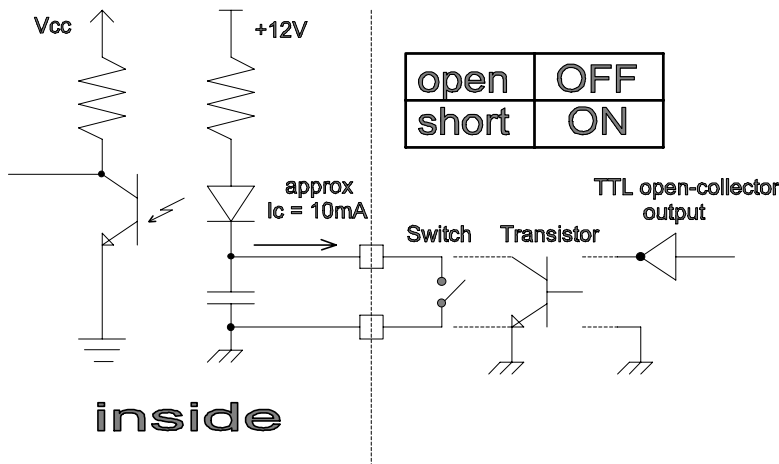 Vcc
+12V
open OFF
short ON
approx
Ic = 10mA
TTL open-collector
output
Switch Transistor
inside